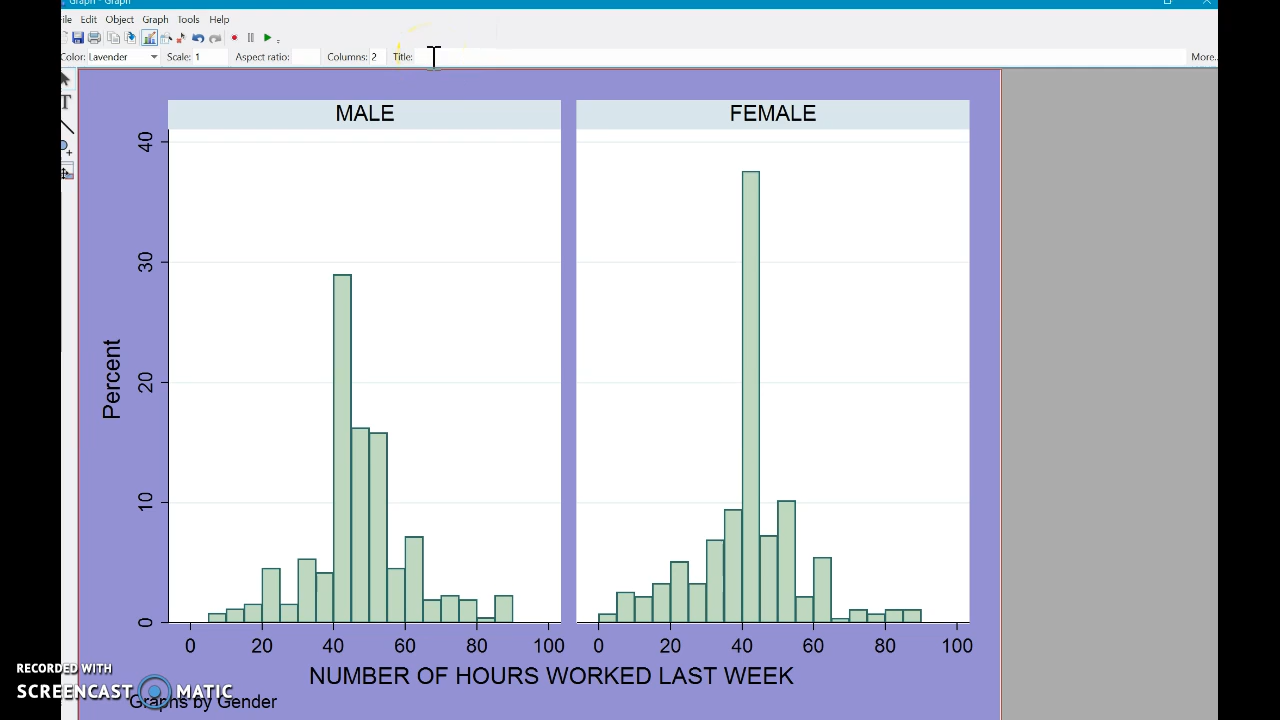 Graph - Graph
ile Edit Object Graph Tools Help
Color: Lavender Scale: 1 Aspect ratio: Columns: 2 Title: More..
T
MALE FEMALE
40
30
20
10
0
Percent
0 20 40 60 80 100 0 20 40 60 80 100
NUMBER OF HOURS WORKED LAST WEEK
Graphs by Gender
RECORDED WITH
SCREENCAST MATIC